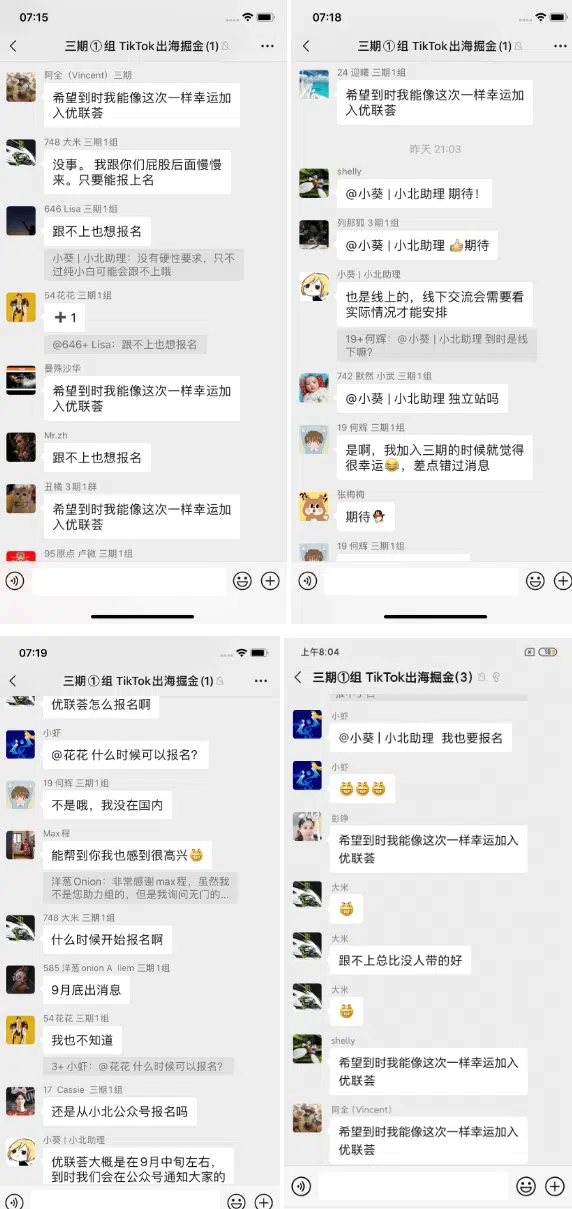 07:15
三期①组 TikTok出海掘金(1)
阿全（Vincent）三期
希望到时我能像这次一样幸运加
入优联荟
748 大米 三期1组
没事。我跟你们屁股后面慢慢
来。只要能报上名
646 Lisa 三期1组
跟不上也想报名
小葵 | 小北助理：没有硬性要求，只不
过纯小白可能会跟不上哦
54花花 三期1组
➕ 1
@646+ Lisa：跟不上也想报名
曼殊沙华
希望到时我能像这次一样幸运加
入优联荟
Mr.zh
跟不上也想报名
丑橘 3期1群
希望到时我能像这次一样幸运加
入优联荟
95原点 卢微 三期1组
07:18
三期①组 TikTok出海掘金(1)
24 迎曦 三期1组
希望到时我能像这次一样幸运加
入优联荟
昨天 21:03
shelly
@小葵 | 小北助理 期待！
列那狐 3期1组
@小葵 | 小北助理 👍期待
小葵 | 小北助理
也是线上的，线下交流会需要看
实际情况才能安排
19+何辉：@小葵 | 小北助理 到时是线
下嘛?
742 默然 小武 三期1组
@小葵 | 小北助理 独立站吗
19 何辉 三期1组
是啊，我加入三期的时候就觉得
很幸运😂，差点错过消息
张梅梅
期待
19 何辉 三期1组
07:19
三期①组 TikTok出海掘金(1)
优联荟怎么报名啊
小虾
@花花 什么时候可以报名?
19 何辉 三期1组
不是哦，我没在国内
Max程
能帮到你我也感到很高兴😁
洋葱Onion：非常感谢max程，虽然我
不是您助力组的，但是我询问无门的...
748 大米 三期1组
什么时候开始报名啊
585 洋葱onion A liem 三期1组
9月底出消息
54花花 三期1组
我也不知道
3+ 小虾：@花花 什么时候可以报名?
17 Cassie 三期1组
还是从小北公众号报名吗
小葵 | 小北助理
优联荟大概是在9月中旬左右，
到时我们会在公众号通知大家的
上午8:04
18
三期①组 TikTok出海掘金(3)
小虾
@小葵 | 小北助理 我也要报名
小虾
😁😁😁
彭铮
希望到时我能像这次一样幸运加入
优联荟
大米
😁
大米
跟不上总比没人带的好
大米
😁
shelly
希望到时我能像这次一样幸运加入
优联荟
阿全（Vincent）
希望到时我能像这次一样幸运加入
优联荟